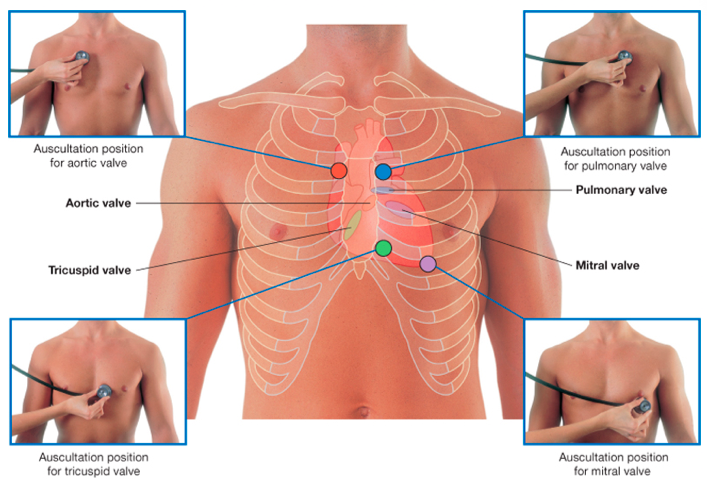 Auscultation position
for aortic valve
Auscultation position
for pulmonary valve
Aortic valve
Pulmonary valve
Tricuspid valve
Mitral valve
Auscultation position
for tricuspid valve
Auscultation position
for mitral valve